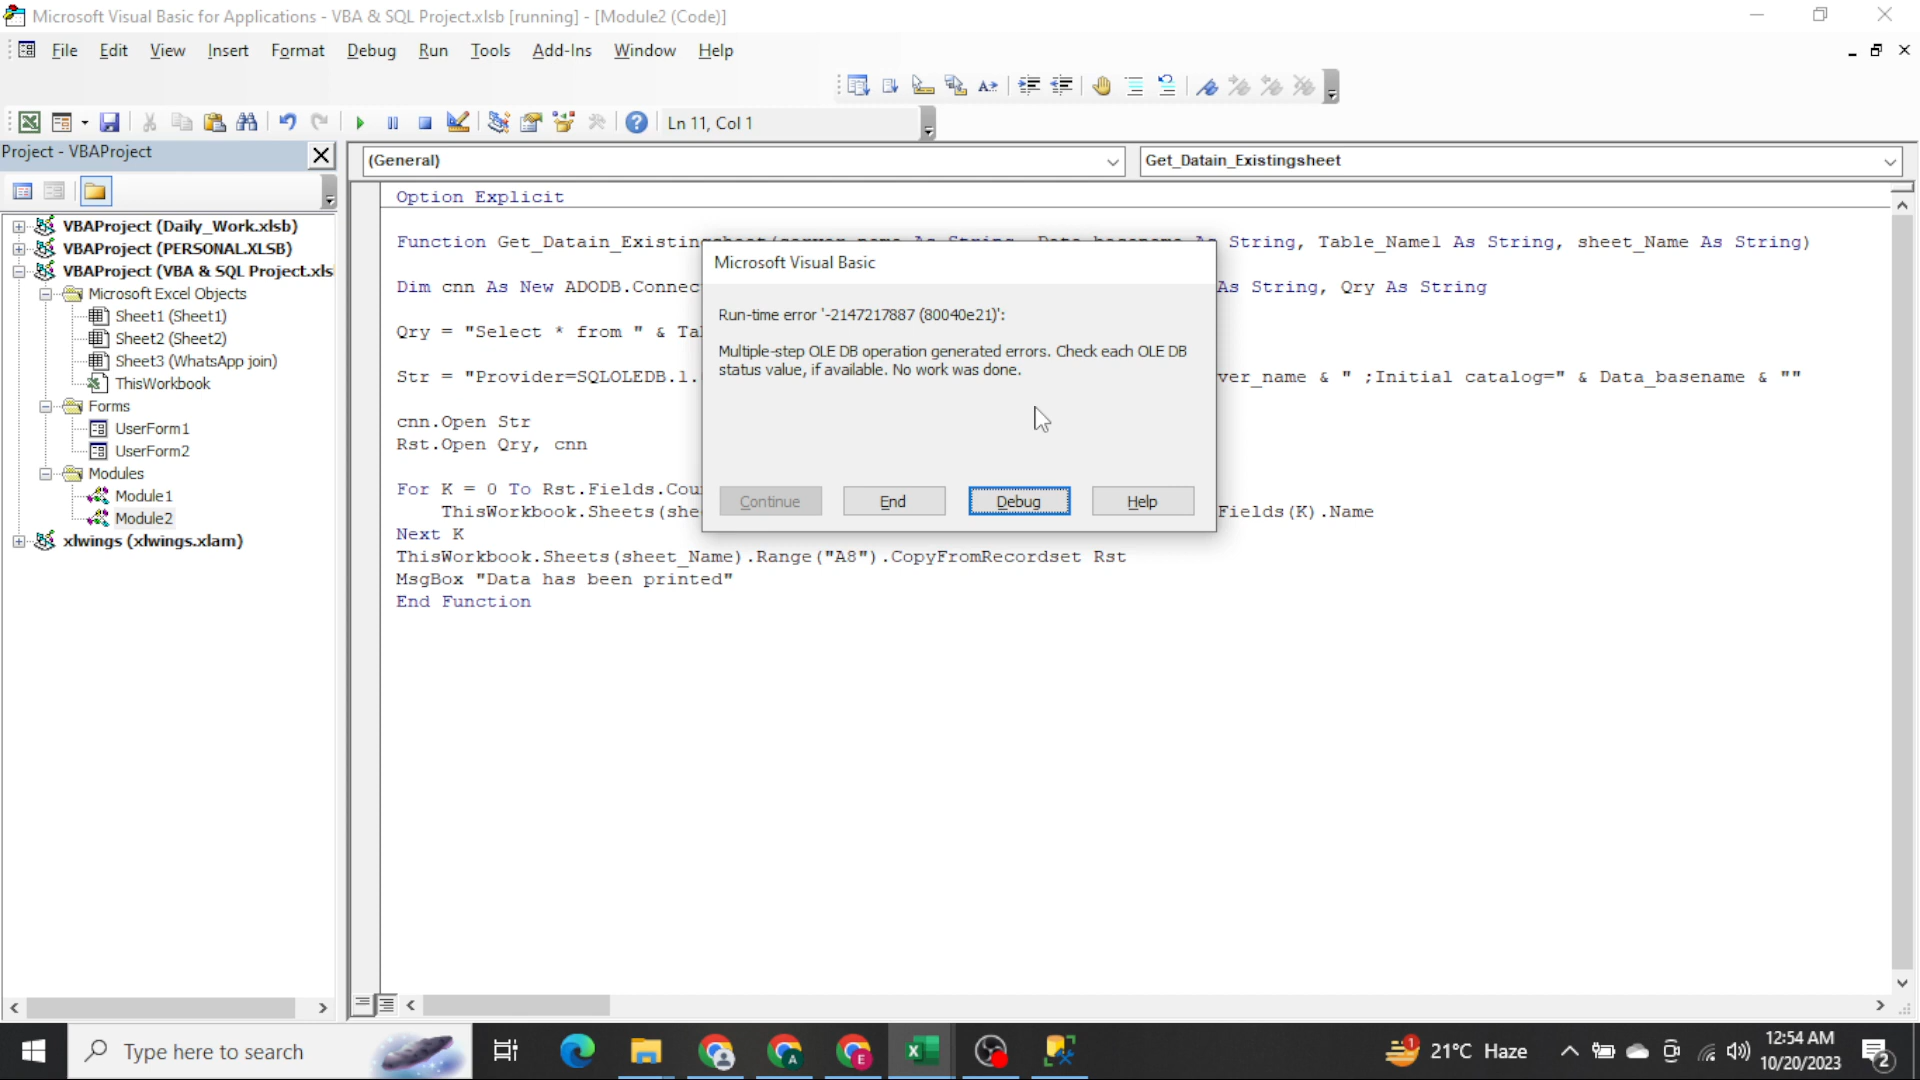 Microsoft Visual Basic for Applications - VBA & SQL Project.xlsb [running] - [Module2 (Code)]
File Edit View Insert Format Debug Run Tools Add-Ins Window Help
Ln 11, Col 1
Project - VBAProject
(General)
Get_Datain_Existingsheet
VBAProject (Daily_Work.xlsb)
VBAProject (PERSONAL.XLSB)
VBAProject (VBA & SQL Project.xls
Microsoft Excel Objects
Sheet1 (Sheet1)
Sheet2 (Sheet2)
Sheet3 (WhatsApp join)
ThisWorkbook
Forms
UserForm1
UserForm2
Modules
Module1
Module2
xlwings (xlwings.xlam)
Option Explicit
Function Get_Datain_Existingsheet(server_name As String, Data_basename As String, Table_Name1 As String, sheet_Name As String)
Dim cnn As New ADODB.Connec As String, Qry As String
Qry = "Select * from " & Ta
Str = "Provider=SQLOLEDB.1. ver_name & " ;Initial catalog=" & Data_basename & ""
cnn.Open Str
Rst.Open Qry, cnn
For K = 0 To Rst.Fields.Cou
ThisWorkbook.Sheets(she Fields(K).Name
Next K
ThisWorkbook.Sheets(sheet_Name).Range("A8").CopyFromRecordset Rst
MsgBox "Data has been printed"
End Function
Microsoft Visual Basic
Run-time error '-2147217887 (80040e21)':
Multiple-step OLE DB operation generated errors. Check each OLE DB
status value, if available. No work was done.
Continue End Debug Help
Type here to search
21°C Haze
12:54 AM
10/20/2023